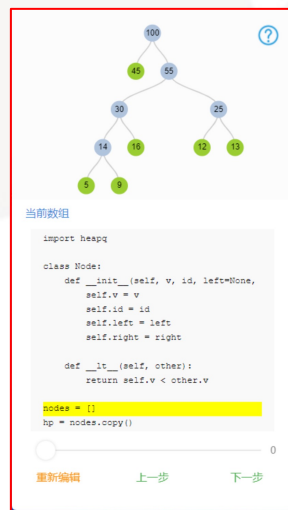 100
?
45 55
30 25
14 16 12 13
5 9
当前数组
import heapq
class Node:
def __init__(self, v, id, left=None,
self.v = v
self.id = id
self.left = left
self.right = right
def __lt__(self, other):
return self.v < other.v
nodes = []
hp = nodes.copy()
0
重新编辑 上一步 下一步